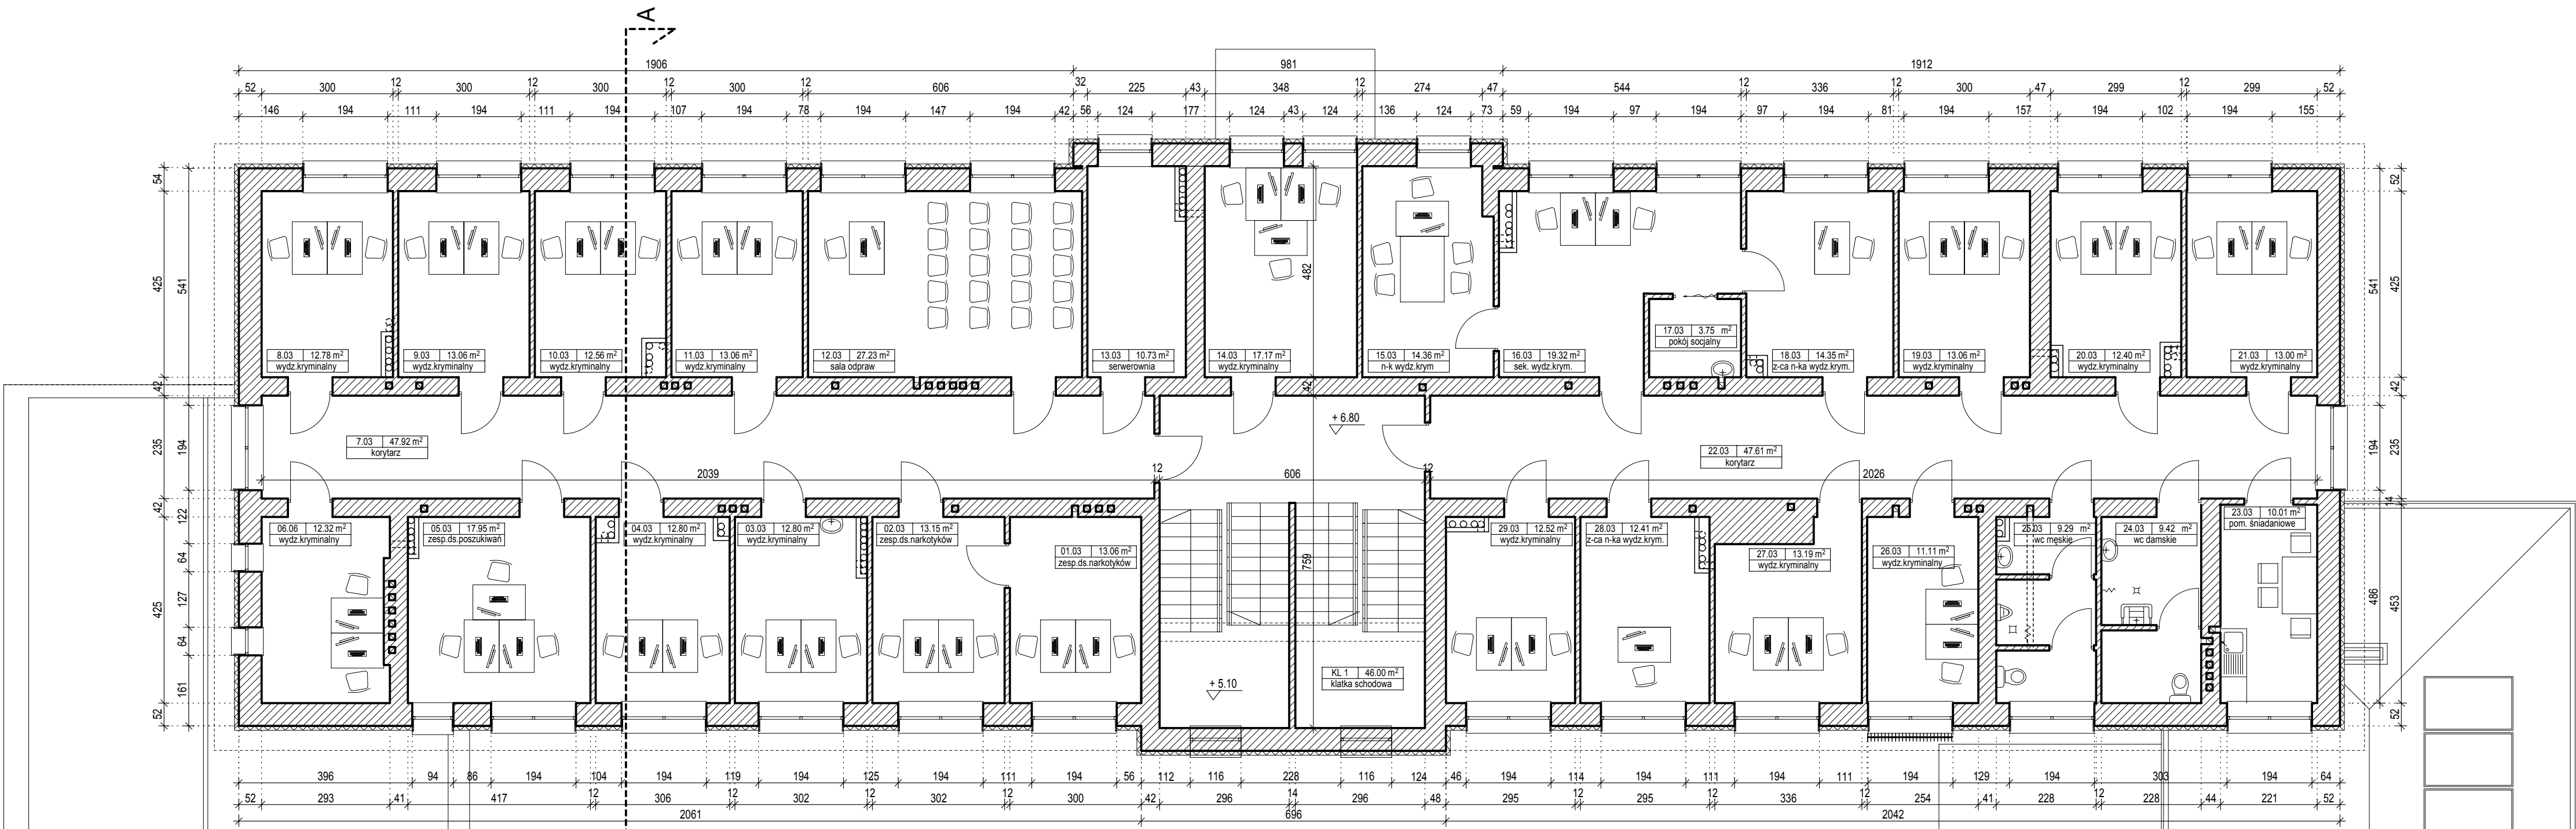 A
1906 981 1912
52 300 12 300 12 300 12 300 12 606 32 225 43 348 12 274 47 544 12 336 12 300 47 299 12 299 52
146 194 111 194 111 194 107 194 78 194 147 194 42 56 124 177 124 43 124 136 124 73 59 194 97 194 97 194 81 194 157 194 102 194 155
54 425 42 235 42 425 52
541 194 122 64 127 64 161
482
8.03 12.78 m²
wydz.kryminalny
9.03 13.06 m²
wydz.kryminalny
10.03 12.56 m²
wydz.kryminalny
11.03 13.06 m²
wydz.kryminalny
12.03 27.23 m²
sala odpraw
13.03 10.73 m²
serwerownia
14.03 17.17 m²
wydz.kryminalny
15.03 14.36 m²
n-k wydz.krym
16.03 19.32 m²
sek. wydz.krym.
17.03 3.75 m²
pokój socjalny
18.03 14.35 m²
z-ca n-ka wydz.krym.
19.03 13.06 m²
wydz.kryminalny
20.03 12.40 m²
wydz.kryminalny
21.03 13.00 m²
wydz.kryminalny
42
+ 6.80
7.03 47.92 m²
korytarz
22.03 47.61 m²
korytarz
2039 12 606 12 2026
06.06 12.32 m²
wydz.kryminalny
05.03 17.95 m²
zesp.ds.poszukiwań
04.03 12.80 m²
wydz.kryminalny
03.03 12.80 m²
wydz.kryminalny
02.03 13.15 m²
zesp.ds.narkotyków
01.03 13.06 m²
zesp.ds.narkotyków
759
29.03 12.52 m²
wydz.kryminalny
28.03 12.41 m²
z-ca n-ka wydz.krym.
27.03 13.19 m²
wydz.kryminalny
26.03 11.11 m²
wydz.kryminalny
25.03 9.29 m²
wc męskie
24.03 9.42 m²
wc damskie
23.03 10.01 m²
pom. śniadaniowe
KL 1 46.00 m²
klatka schodowa
+ 5.10
541 194 14 486
52 425 42 235 453 52
396 94 86 194 104 194 119 194 125 194 111 194 56 112 116 228 116 124 46 194 114 194 111 194 111 194 129 194 303 194 64
52 293 41 417 12 306 12 302 12 302 12 300 42 296 14 296 48 295 12 295 12 336 12 254 41 228 12 228 44 221 52
2061 696 2042